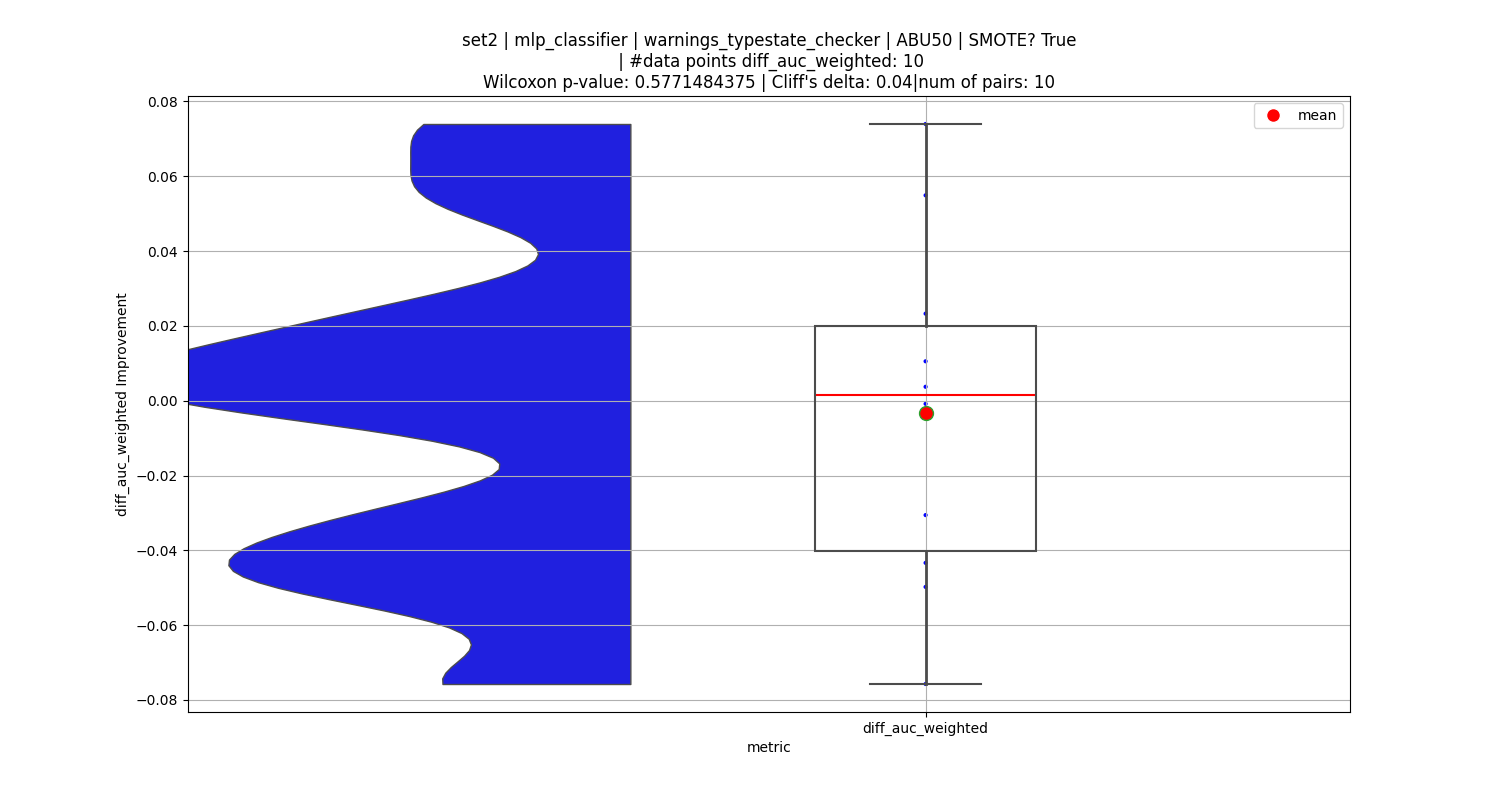 set2 | mlp_classifier | warnings_typestate_checker | ABU50 | SMOTE? True
| #data points diff_auc_weighted: 10
Wilcoxon p-value: 0.5771484375 | Cliff's delta: 0.04|num of pairs: 10
mean
0.08
0.06
0.04
0.02
0.00
−0.02
−0.04
−0.06
−0.08
diff_auc_weighted Improvement
diff_auc_weighted
metric